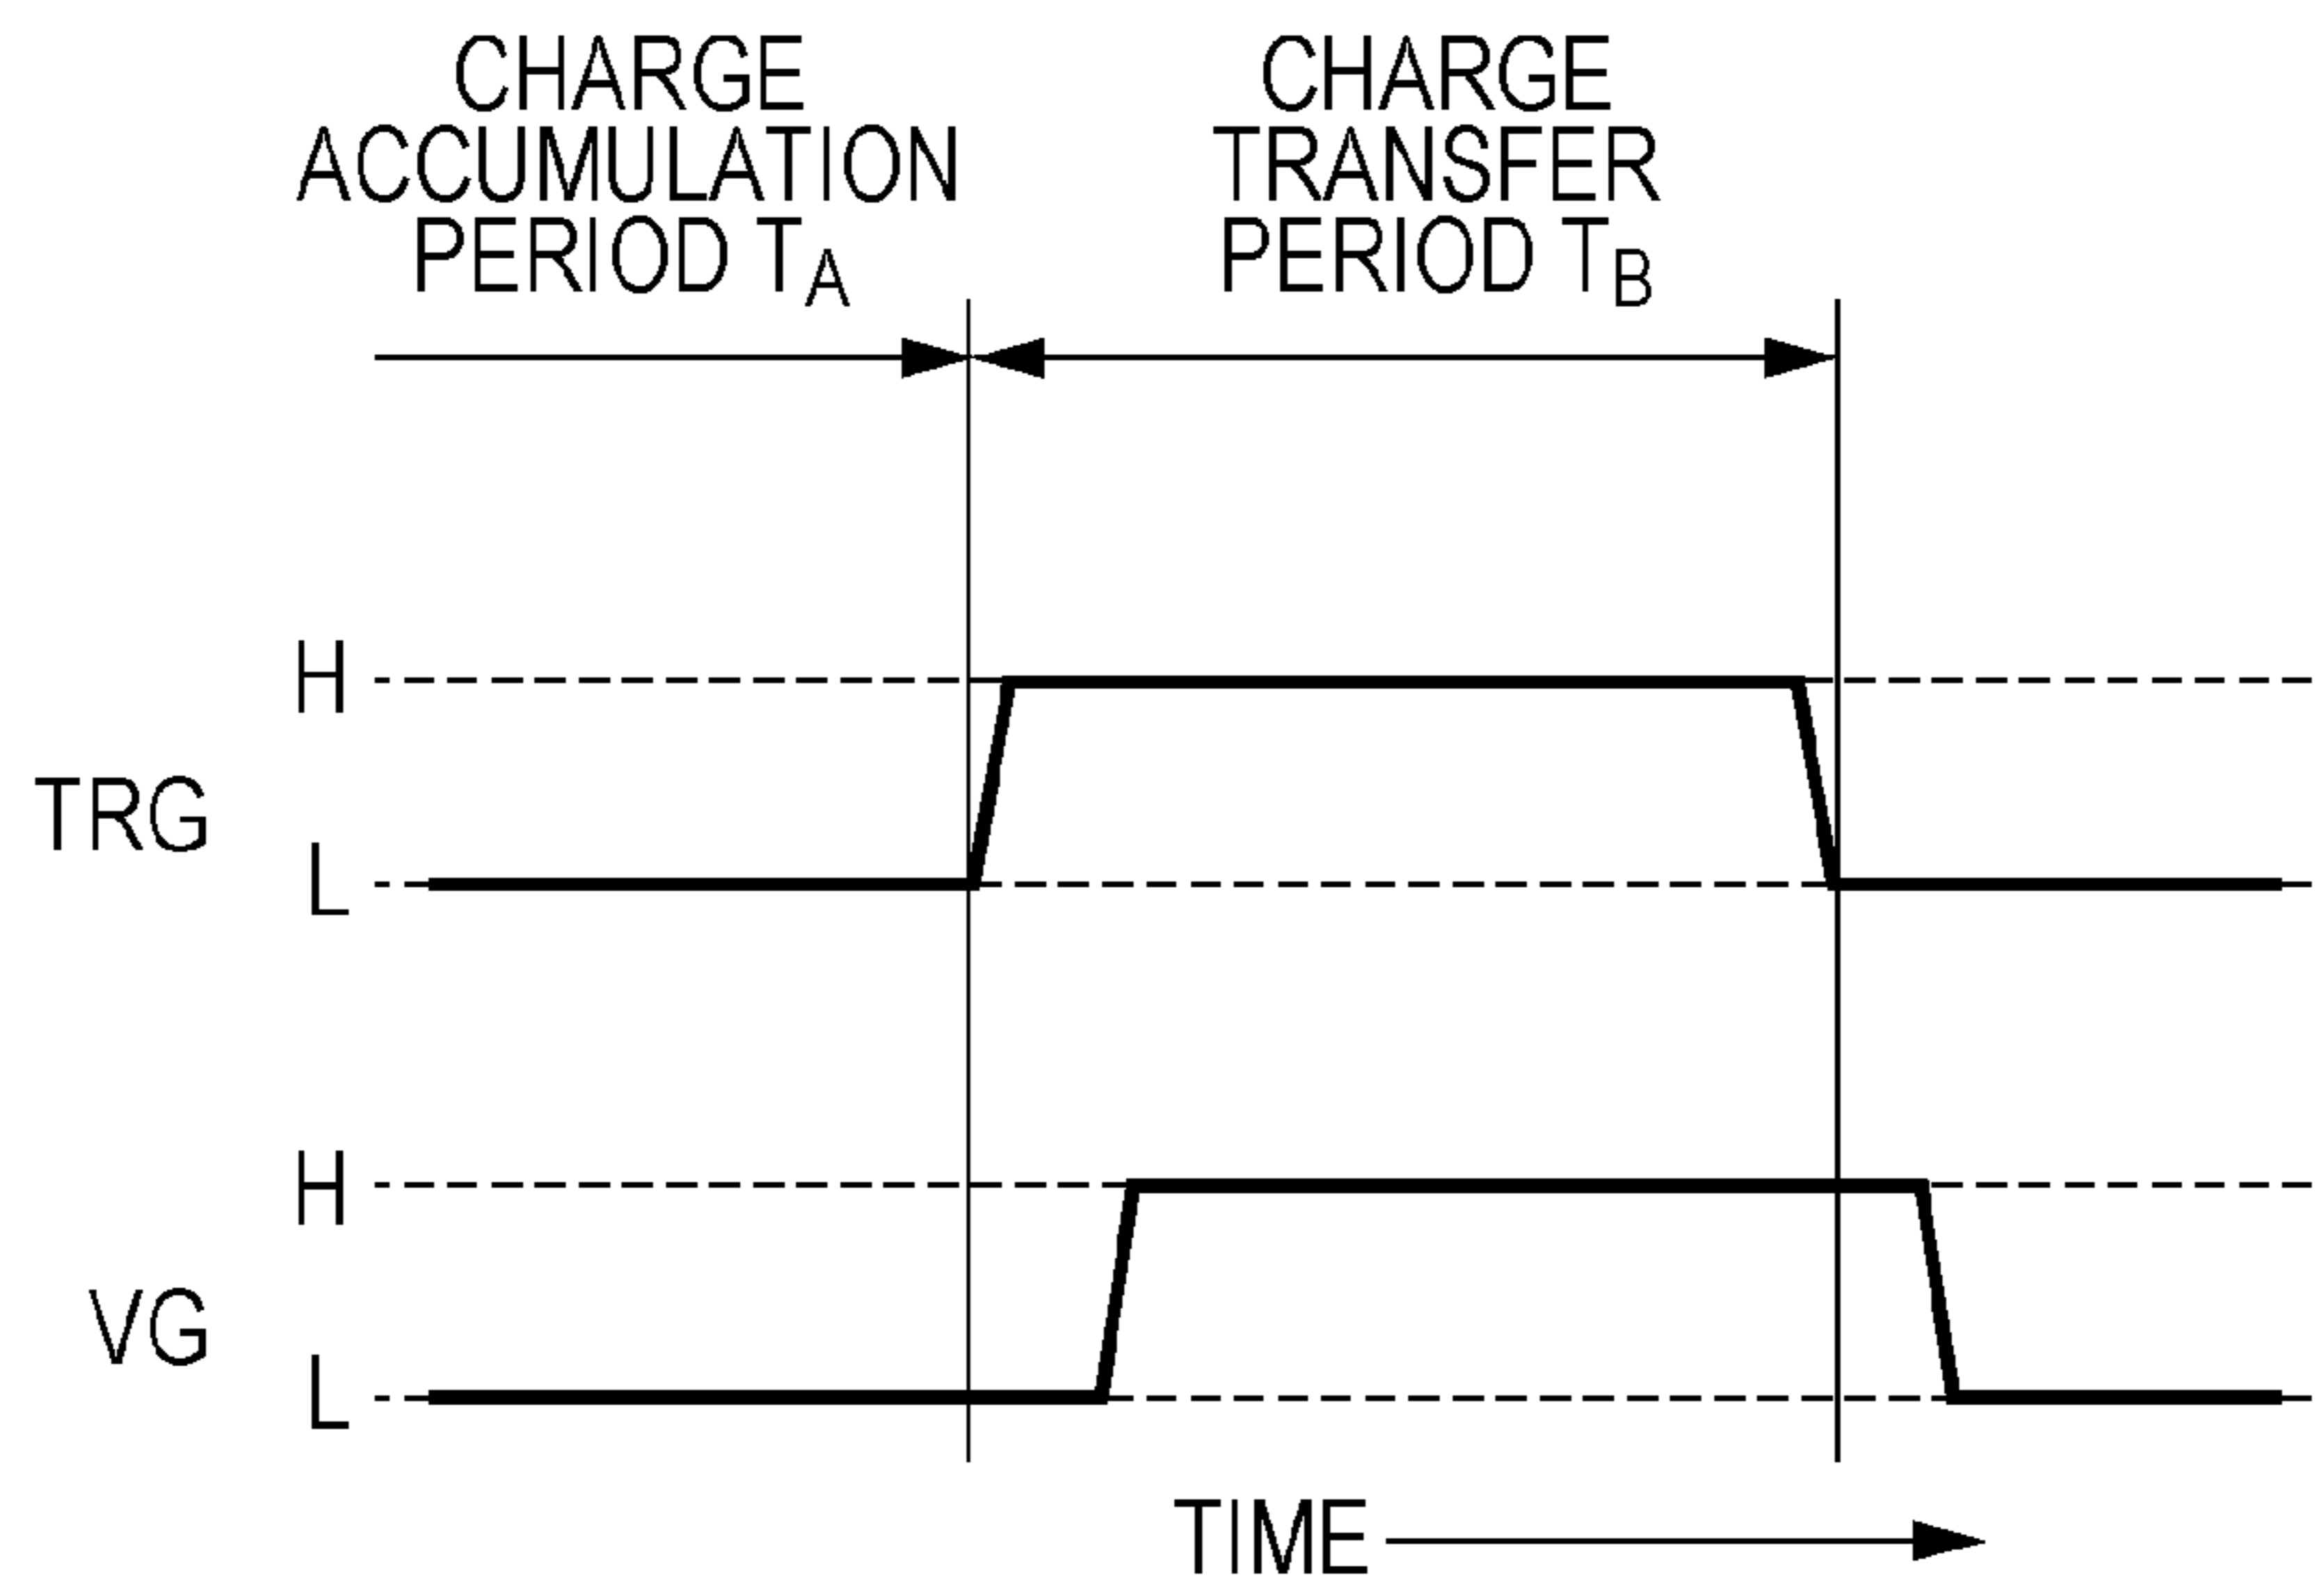 CHARGE
ACCUMULATION
PERIOD TA
CHARGE
TRANSFER
PERIOD TB
H
TRG
L
H
VG
L
TIME